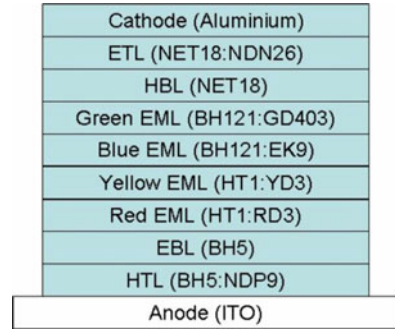 Cathode (Aluminium)
ETL (NET18:NDN26)
HBL (NET18)
Green EML (BH121:GD403)
Blue EML (BH121:EK9)
Yellow EML (HT1:YD3)
Red EML (HT1:RD3)
EBL (BH5)
HTL (BH5:NDP9)
Anode (ITO)